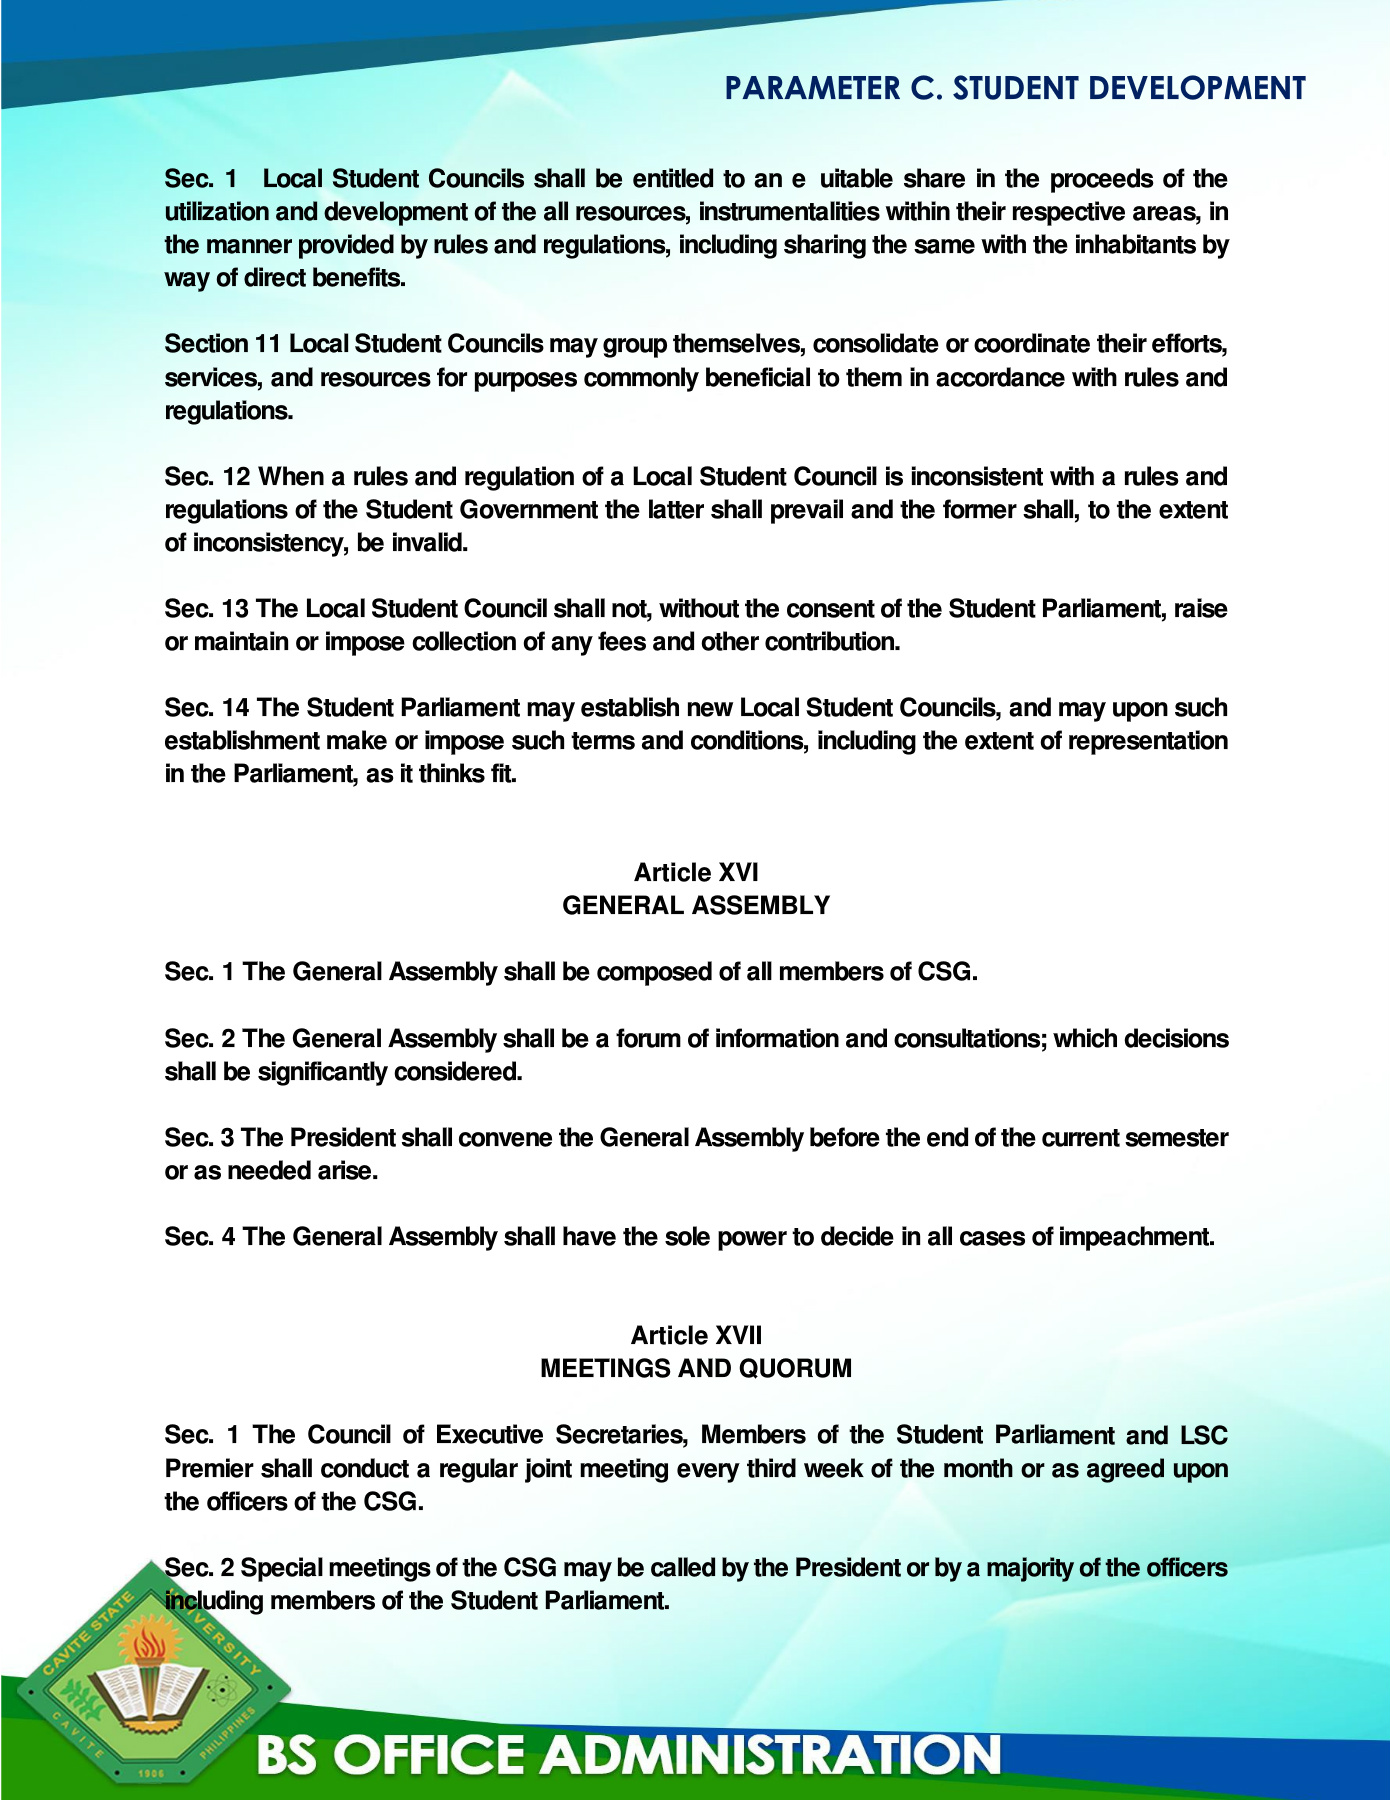 PARAMETER C. STUDENT DEVELOPMENT
Sec. 1 Local Student Councils shall be entitled to an e uitable share in the proceeds of the
utilization and development of the all resources, instrumentalities within their respective areas, in
the manner provided by rules and regulations, including sharing the same with the inhabitants by
way of direct benefits.
Section 11 Local Student Councils may group themselves, consolidate or coordinate their efforts,
services, and resources for purposes commonly beneficial to them in accordance with rules and
regulations.
Sec. 12 When a rules and regulation of a Local Student Council is inconsistent with a rules and
regulations of the Student Government the latter shall prevail and the former shall, to the extent
of inconsistency, be invalid.
Sec. 13 The Local Student Council shall not, without the consent of the Student Parliament, raise
or maintain or impose collection of any fees and other contribution.
Sec. 14 The Student Parliament may establish new Local Student Councils, and may upon such
establishment make or impose such terms and conditions, including the extent of representation
in the Parliament, as it thinks fit.
Article XVI
GENERAL ASSEMBLY
Sec. 1 The General Assembly shall be composed of all members of CSG.
Sec. 2 The General Assembly shall be a forum of information and consultations; which decisions
shall be significantly considered.
Sec. 3 The President shall convene the General Assembly before the end of the current semester
or as needed arise.
Sec. 4 The General Assembly shall have the sole power to decide in all cases of impeachment.
Article XVII
MEETINGS AND QUORUM
Sec. 1 The Council of Executive Secretaries, Members of the Student Parliament and LSC
Premier shall conduct a regular joint meeting every third week of the month or as agreed upon
the officers of the CSG.
Sec. 2 Special meetings of the CSG may be called by the President or by a majority of the officers
including members of the Student Parliament.
CAVITE STATE UNIVERSITY
CAVITE PHILIPPINES
1906
BS OFFICE ADMINISTRATION